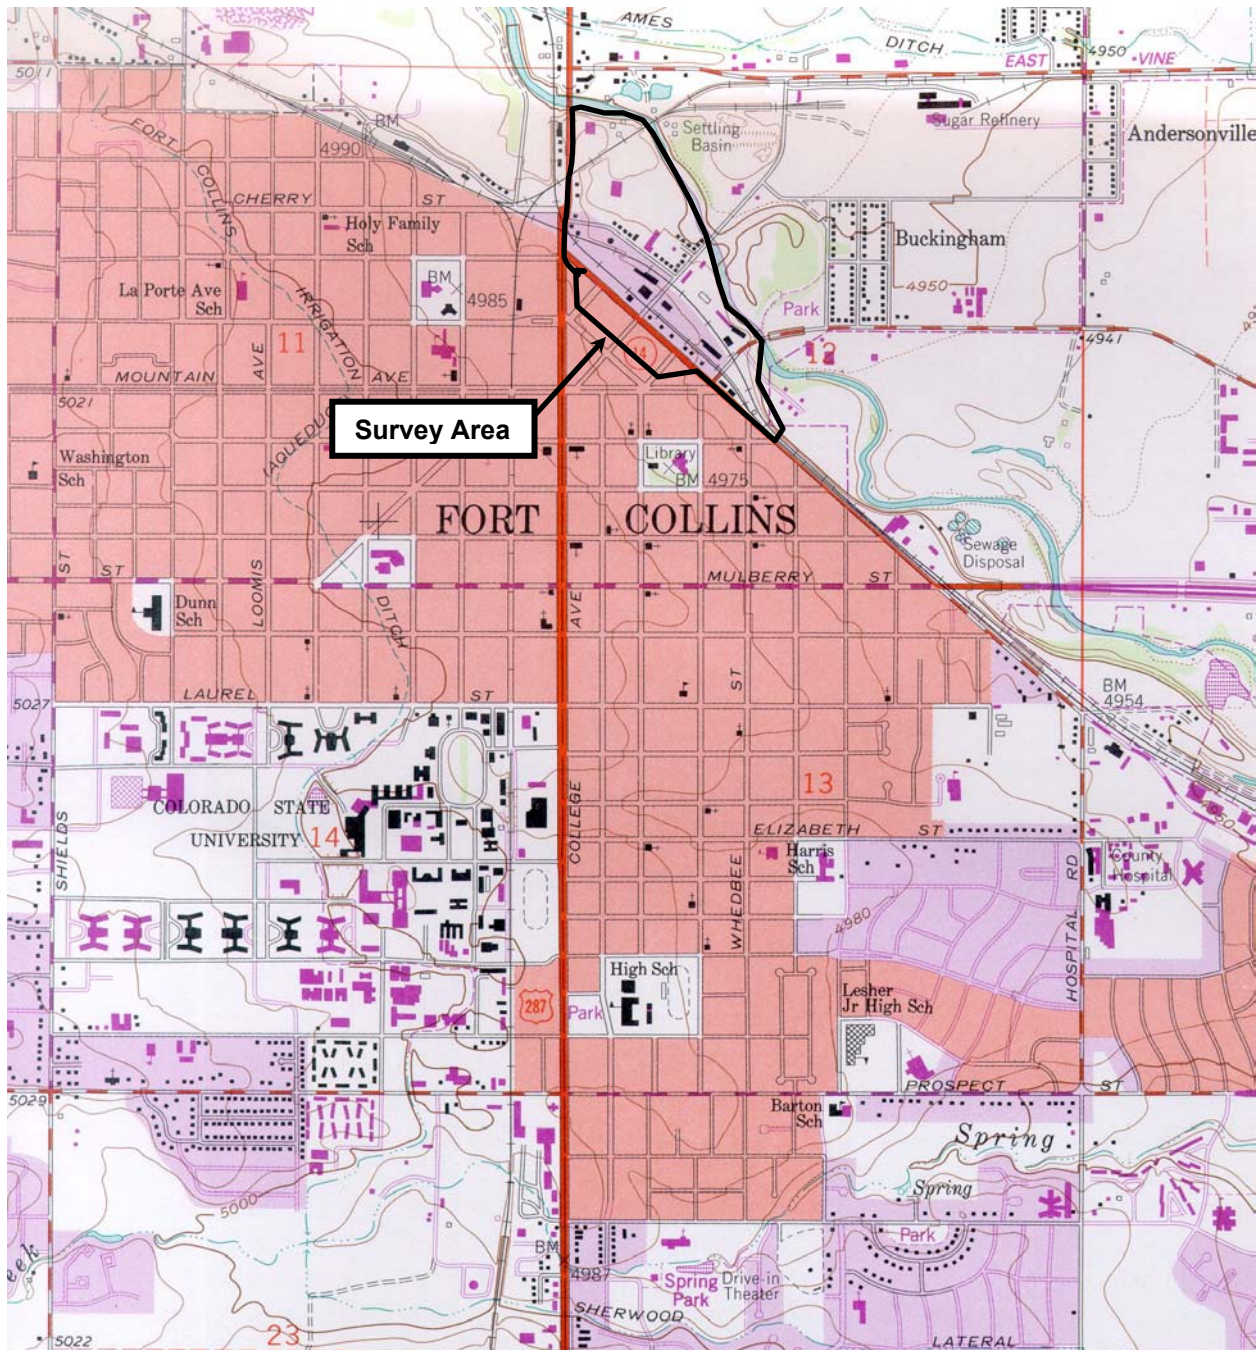 AMES
DITCH
4950
EAST
VINE
5011
BM
Sugar Refinery
FORT
4990
Settling
Basin
Andersonville
COLLINS
CHERRY
ST
Holy Family
Sch
Buckingham
BM
4985
La Porte Ave
Sch
IRRIGATION
4950
Park
11
AVE
14
12
4941
MOUNTAIN
AVE
5021
Survey Area
AQUEDUCT
Washington
Sch
Library
BM 4975
FORT COLLINS
Sewage
Disposal
ST
ST
LOOMIS
MULBERRY
ST
Dunn
Sch
DITCH
AVE
LAUREL
ST
ST
BM
4954
5027
13
COLORADO STATE
UNIVERSITY
14
4950
SHIELDS
COLLEGE
ELIZABETH
ST
Harris
Sch
County
Hospital
WHEDBEE
4980
HOSPITAL RD
High Sch
Lesher
Jr High Sch
287
Park
PROSPECT
ST
5029
Barton
Sch
Spring
Spring
5000
Park
BM
4987
Spring
Park
Drive-in
Theater
eek
SHERWOOD
LATERAL
5022
23